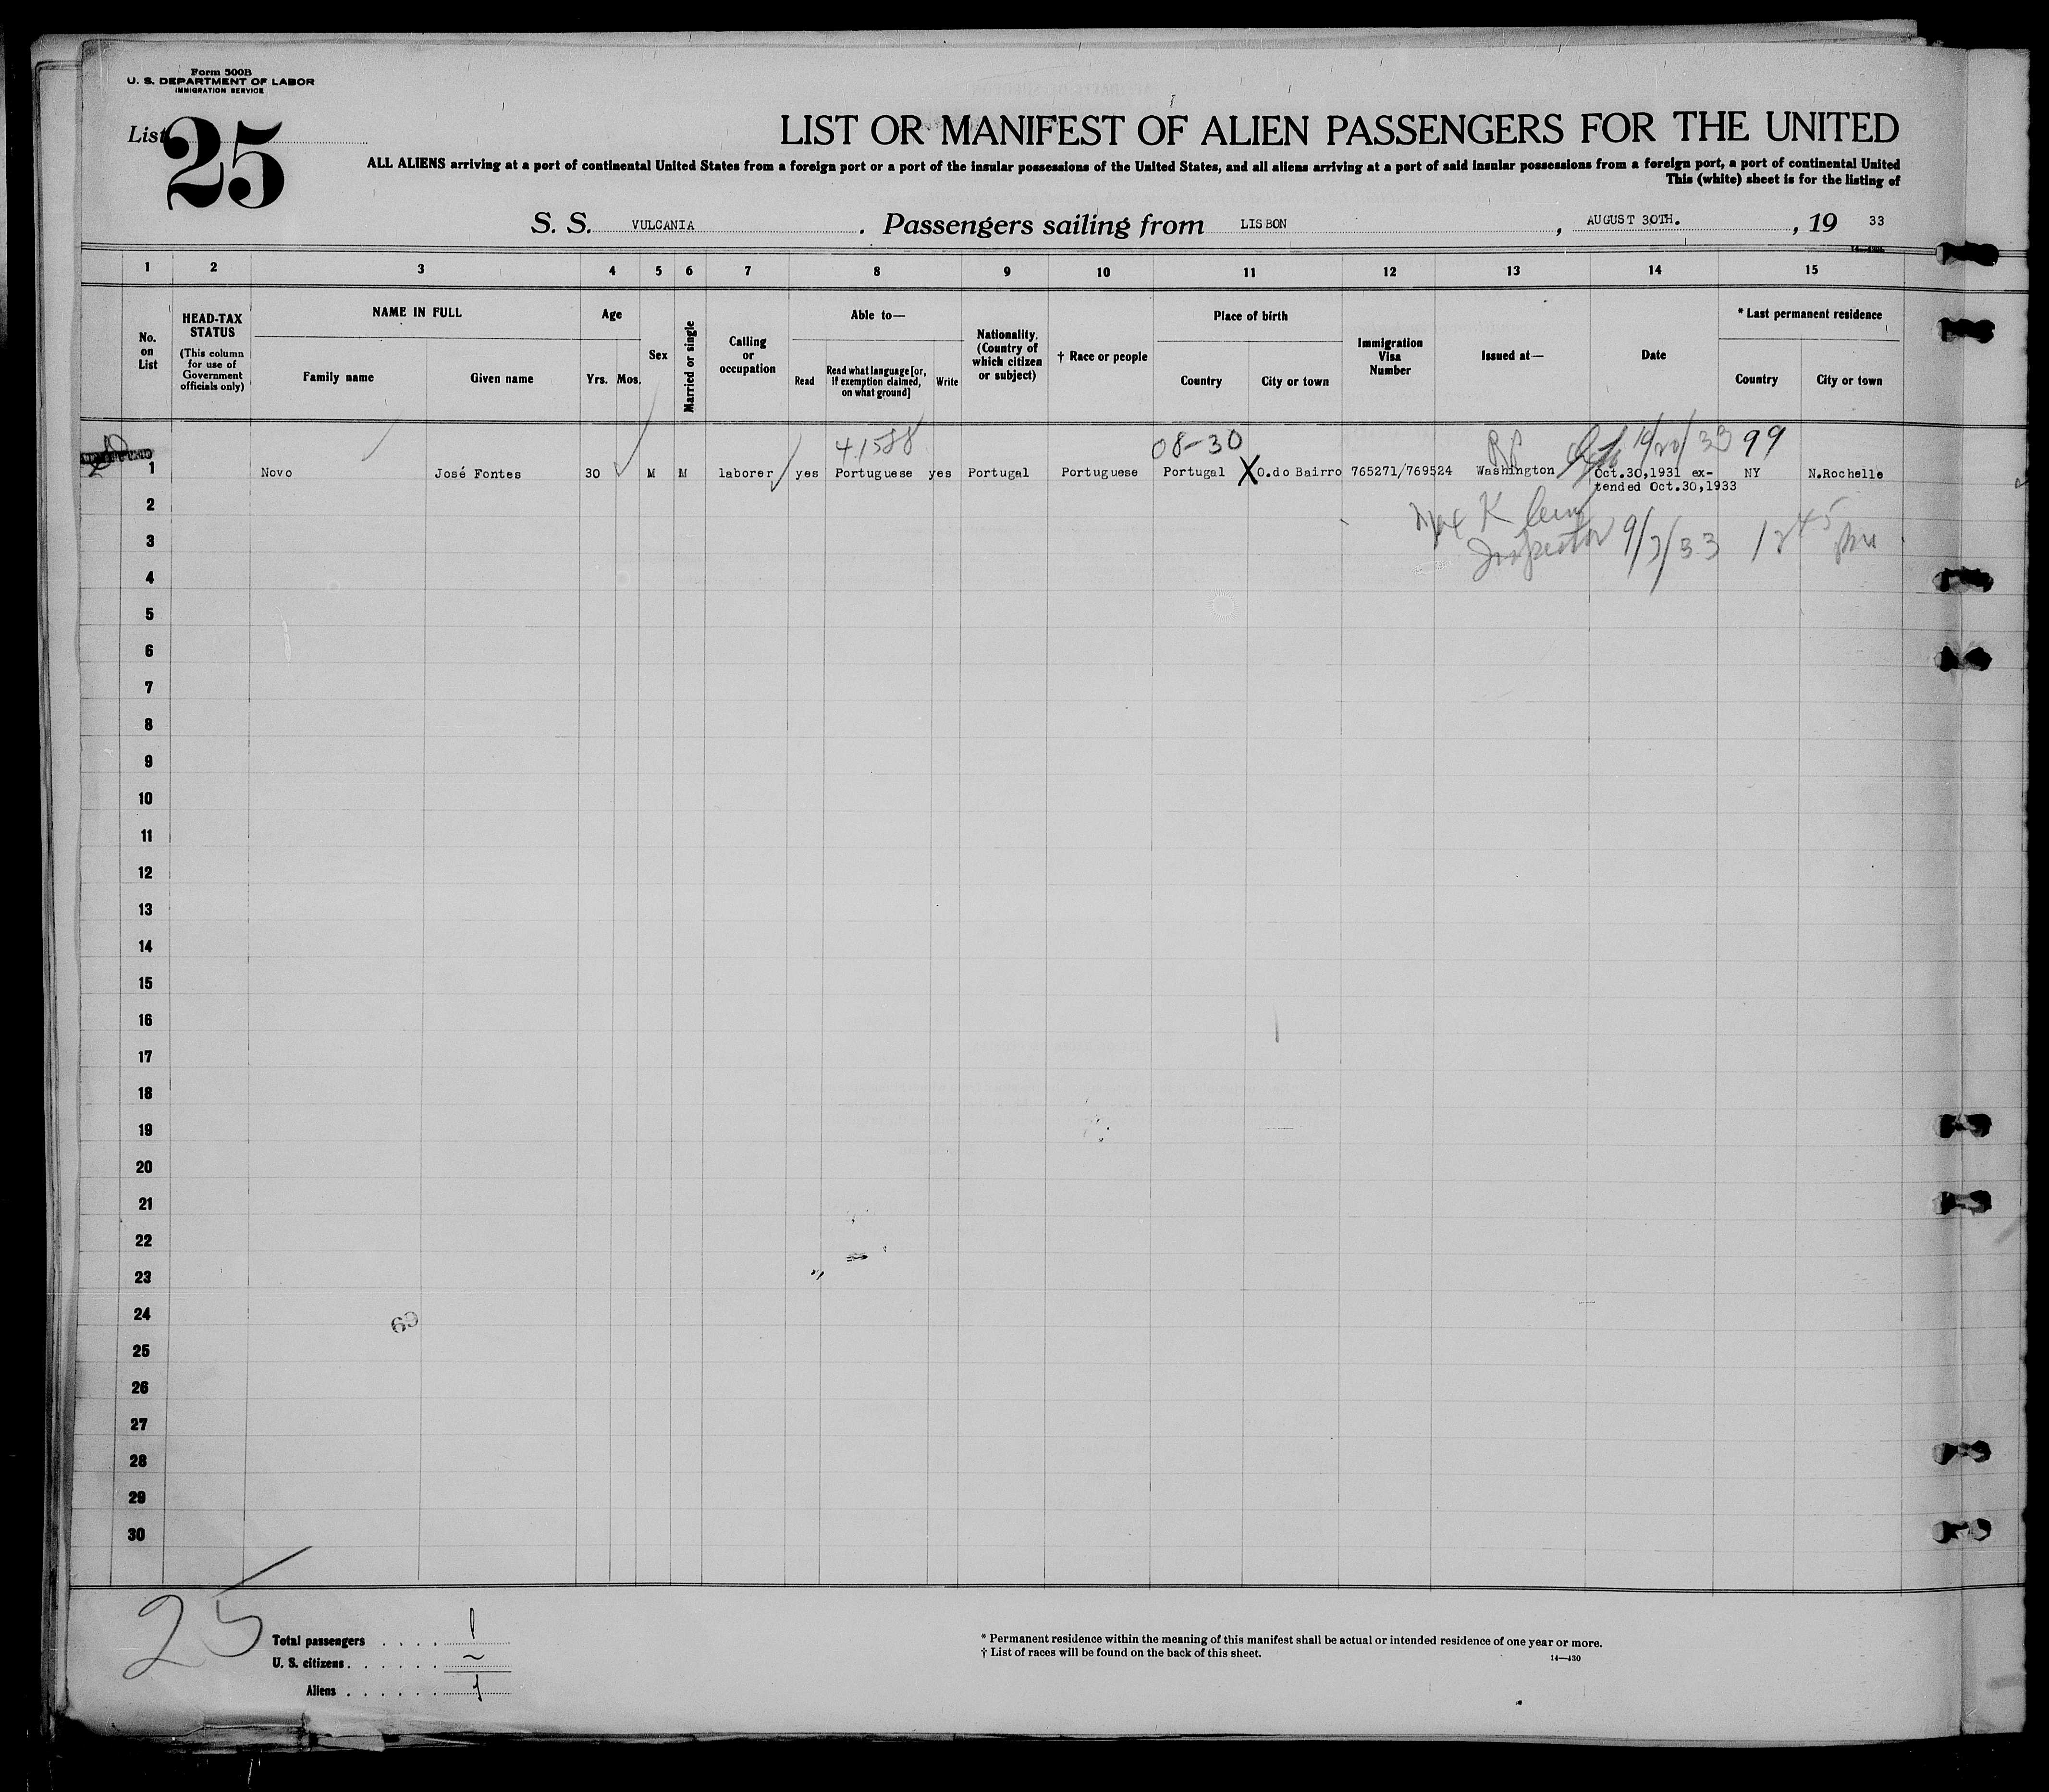 Form 500B
U. S. DEPARTMENT OF LABOR
IMMIGRATION SERVICE
List 25
LIST OR MANIFEST OF ALIEN PASSENGERS FOR THE UNITED
ALL ALIENS arriving at a port of continental United States from a foreign port or a port of the insular possessions of the United States, and all aliens arriving at a port of said insular possessions from a foreign port, a port of continental United
This (white) sheet is for the listing of
S. S. VULCANIA . Passengers sailing from LISBON , AUGUST 30TH. , 19 33
1 2 3 4 5 6 7 8 9 10 11 12 13 14 15
No. on List
HEAD-TAX STATUS
(This column for use of Government officials only)
NAME IN FULL
Family name
Given name
Age
Yrs. Mos.
Sex
Married or single
Calling or occupation
Able to—
Read
Read what language [or, if exemption claimed, on what ground]
Write
Nationality. (Country of which citizen or subject)
† Race or people
Place of birth
Country
City or town
Immigration Visa Number
Issued at—
Date
* Last permanent residence
Country
City or town
41588 08-30 RP 33 99
1 Novo José Fontes 30 M M laborer yes Portuguese yes Portugal Portuguese Portugal X O.do Bairro 765271/769524 Washington Oct.30,1931 ex- NY N.Rochelle
tended Oct.30,1933
2
3 Inspector 9/7/33 12 45 pm
4
5
6
7
8
9
10
11
12
13
14
15
16
17
18
19
20
21
22
23
24
69
25
26
27
28
29
30
25
Total passengers . . . . 1
U. S. citizens . . . . . . ~
Aliens . . . . . . 1
* Permanent residence within the meaning of this manifest shall be actual or intended residence of one year or more.
† List of races will be found on the back of this sheet.
14—430